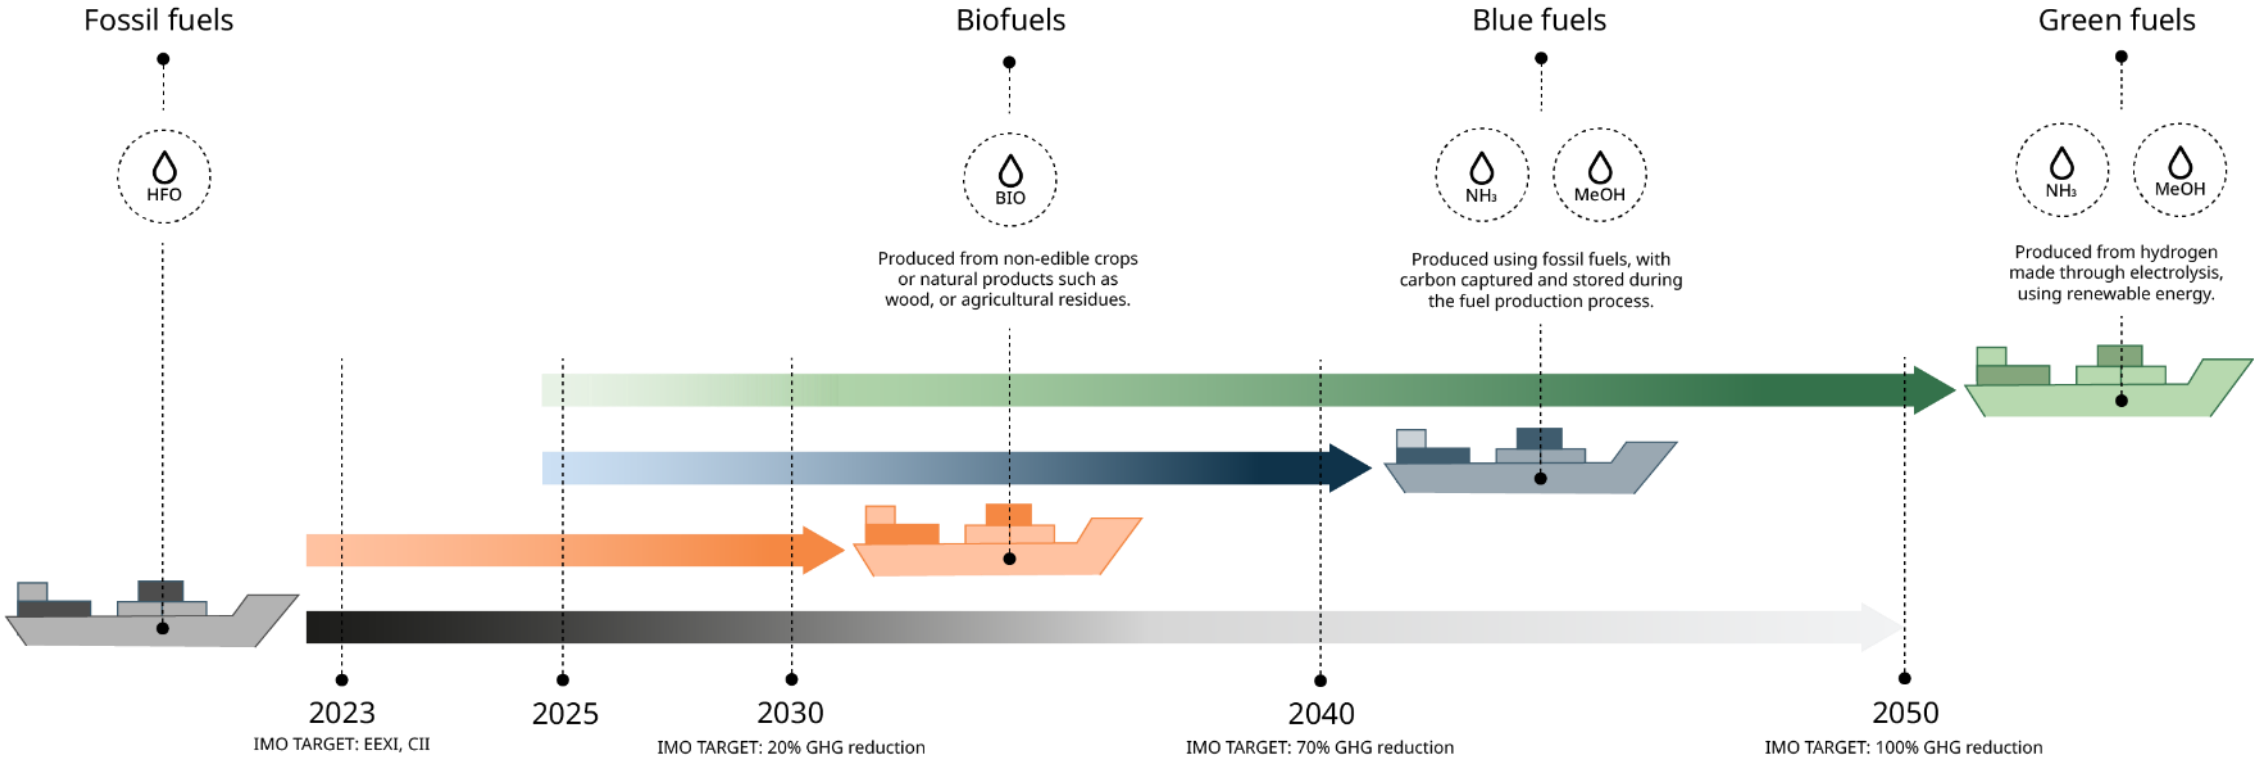 Fossil fuels
Biofuels
Blue fuels
Green fuels
HFO
BIO
NH₃
MeOH
NH₃
MeOH
Produced from non-edible crops
or natural products such as
wood, or agricultural residues.
Produced using fossil fuels, with
carbon captured and stored during
the fuel production process.
Produced from hydrogen
made through electrolysis,
using renewable energy.
2023
IMO TARGET: EEXI, CII
2025
2030
IMO TARGET: 20% GHG reduction
2040
IMO TARGET: 70% GHG reduction
2050
IMO TARGET: 100% GHG reduction